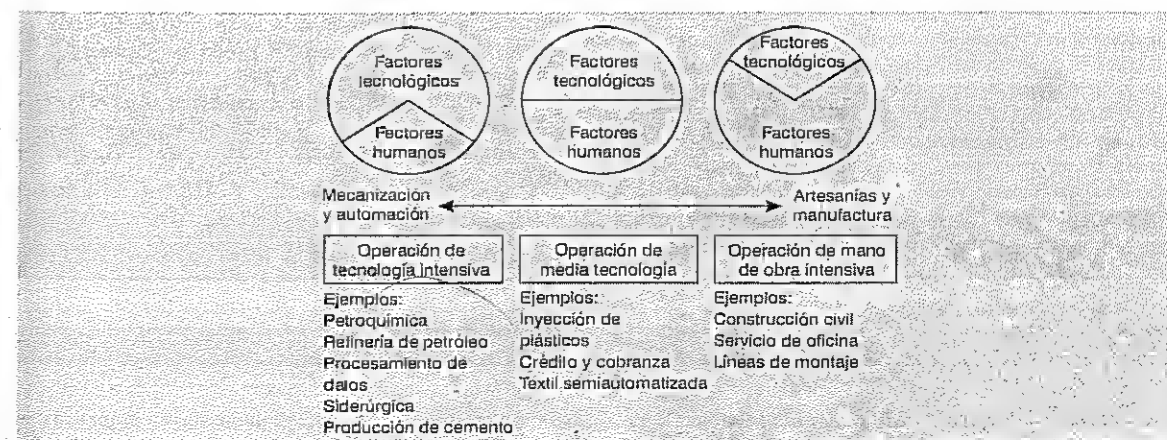 Factores
tecnológicos
Factores
humanos
Factores
tecnológicos
Factores
humanos
Factores
tecnológicos
Factores
humanos
Mecanización
y automación
Artesanías y
manufactura
Operación de
tecnología intensiva
Ejemplos:
Petroquímica
Refinería de petróleo
Procesamiento de
datos
Siderúrgica
Producción de cemento
Operación de
media tecnología
Ejemplos:
Inyección de
plásticos
Crédito y cobranza
Textil semiautomatizada
Operación de mano
de obra intensiva
Ejemplos:
Construcción civil
Servicio de oficina
Líneas de montaje